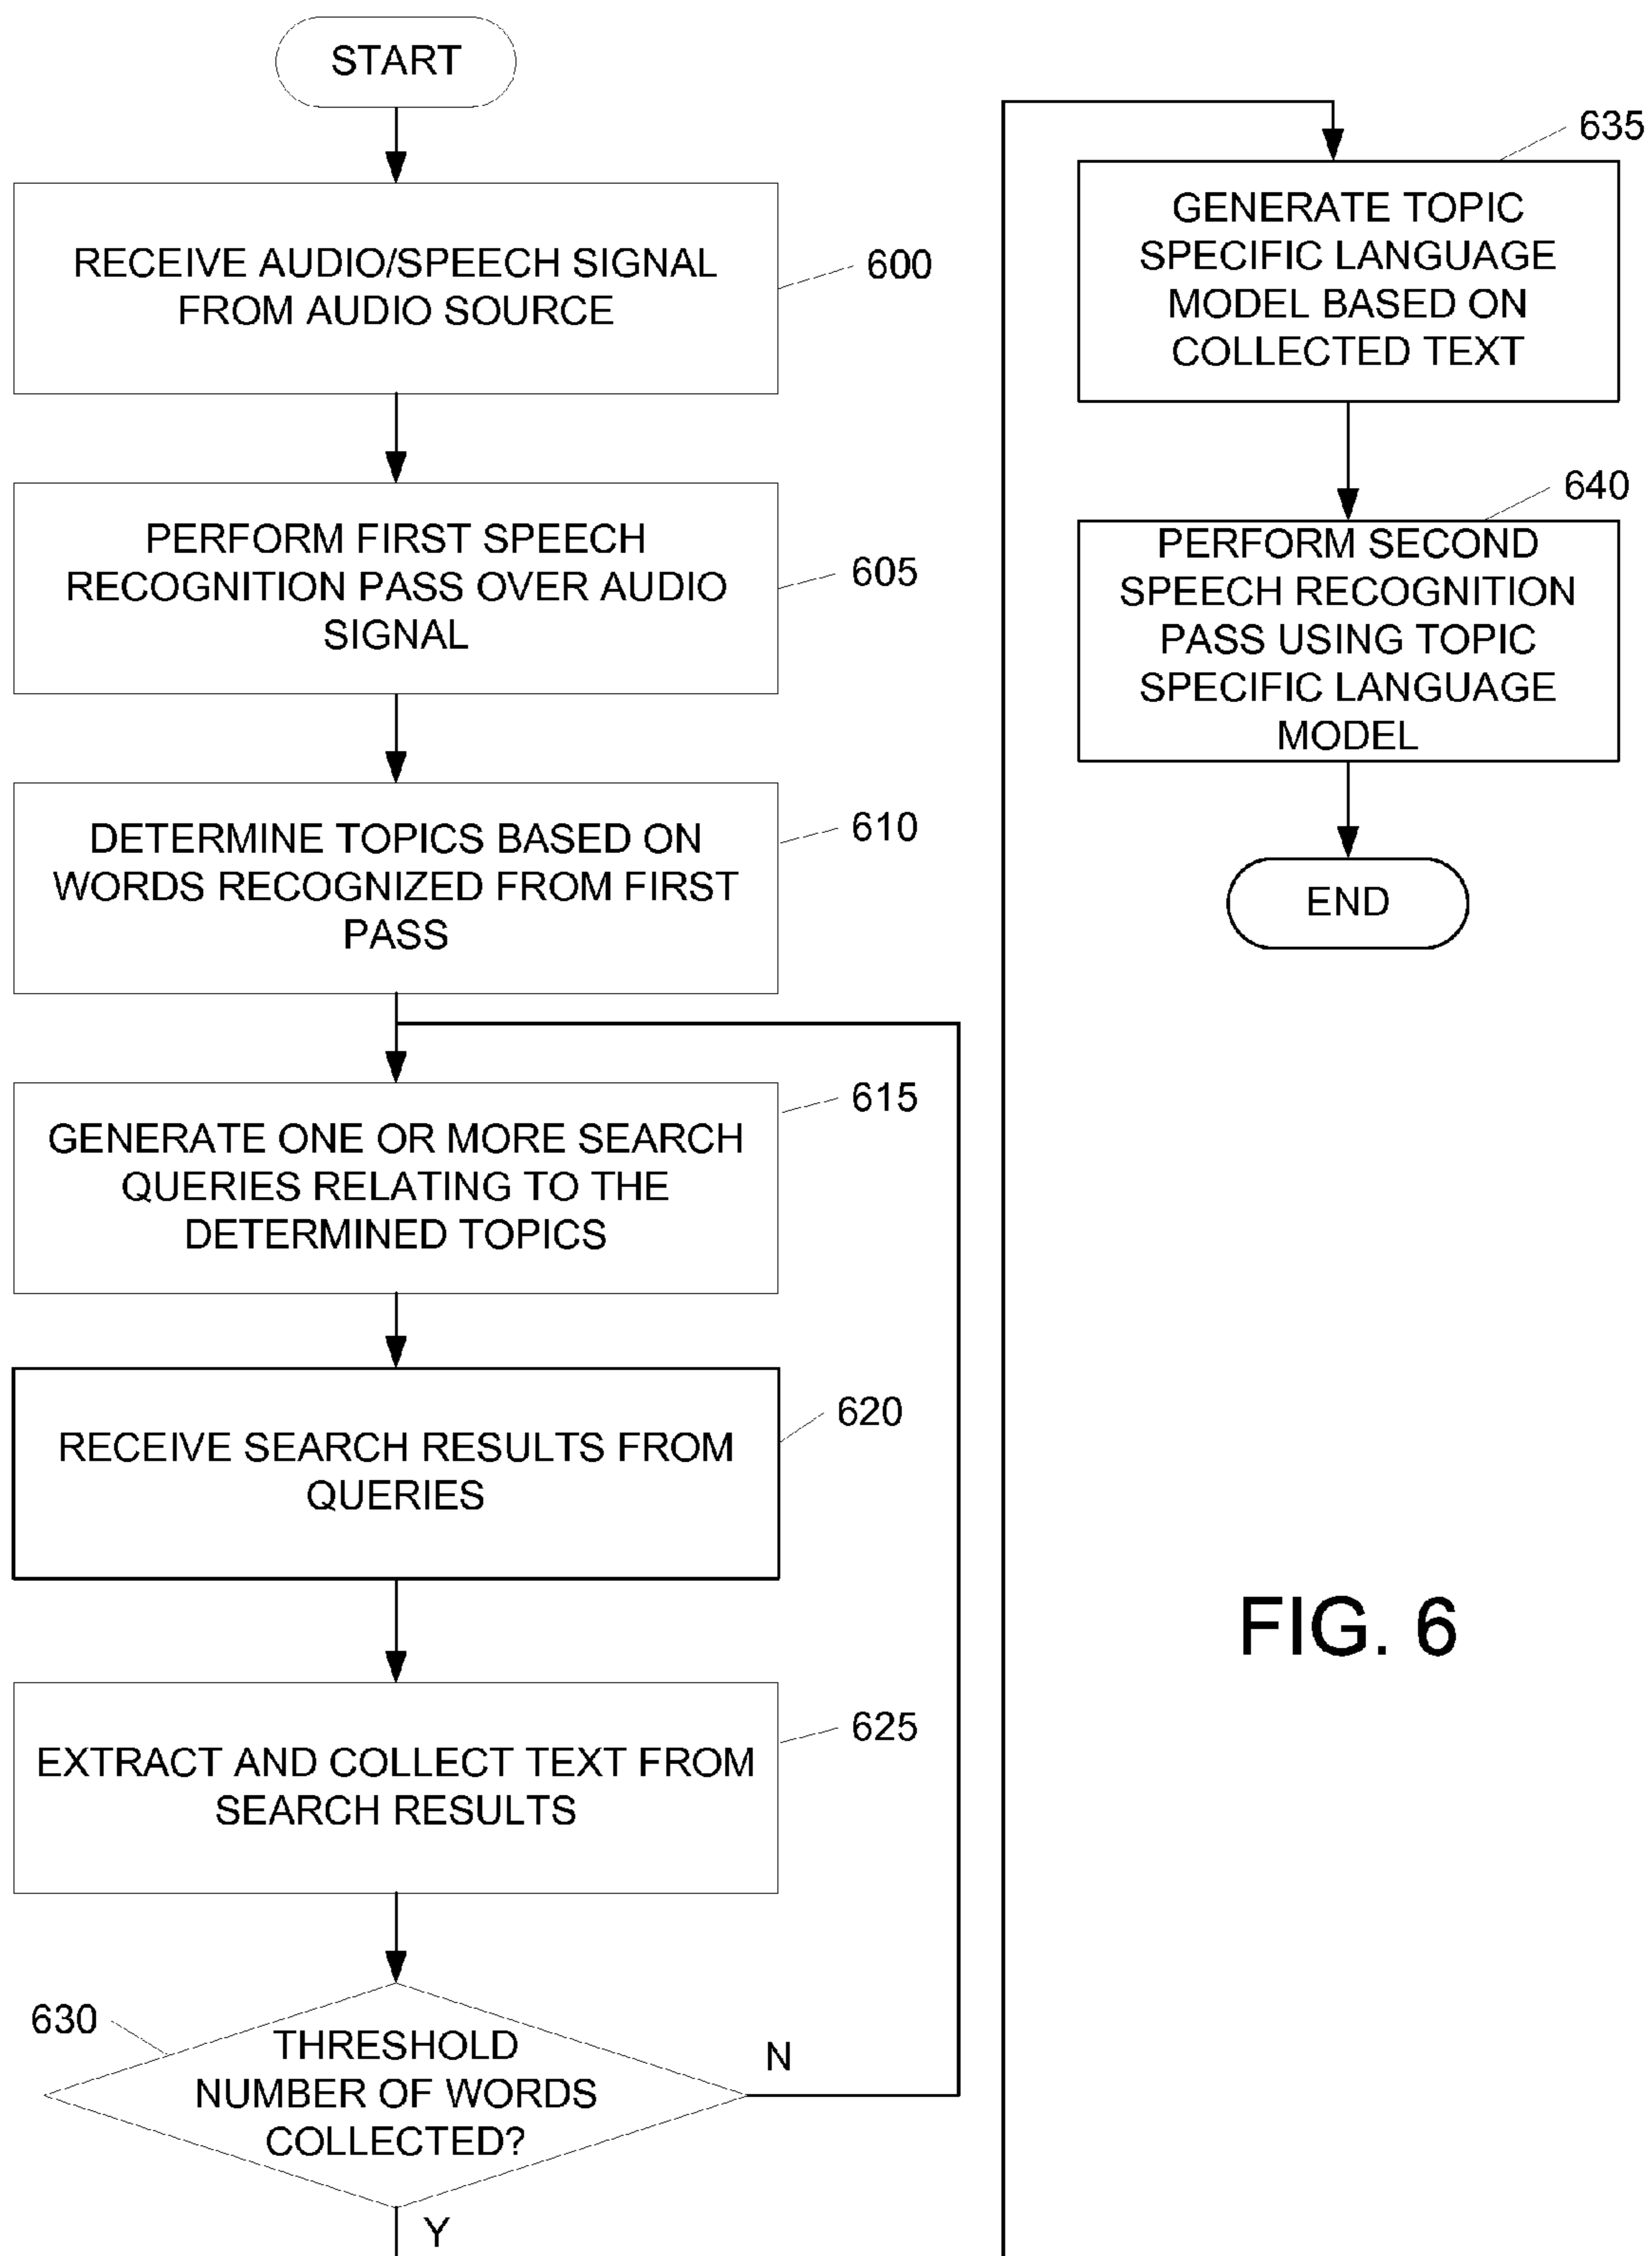 START
RECEIVE AUDIO/SPEECH SIGNAL
FROM AUDIO SOURCE
600
PERFORM FIRST SPEECH
RECOGNITION PASS OVER AUDIO
SIGNAL
605
DETERMINE TOPICS BASED ON
WORDS RECOGNIZED FROM FIRST
PASS
610
GENERATE ONE OR MORE SEARCH
QUERIES RELATING TO THE
DETERMINED TOPICS
615
RECEIVE SEARCH RESULTS FROM
QUERIES
620
EXTRACT AND COLLECT TEXT FROM
SEARCH RESULTS
625
630
THRESHOLD
NUMBER OF WORDS
COLLECTED?
N
Y
635
GENERATE TOPIC
SPECIFIC LANGUAGE
MODEL BASED ON
COLLECTED TEXT
640
PERFORM SECOND
SPEECH RECOGNITION
PASS USING TOPIC
SPECIFIC LANGUAGE
MODEL
END
FIG. 6